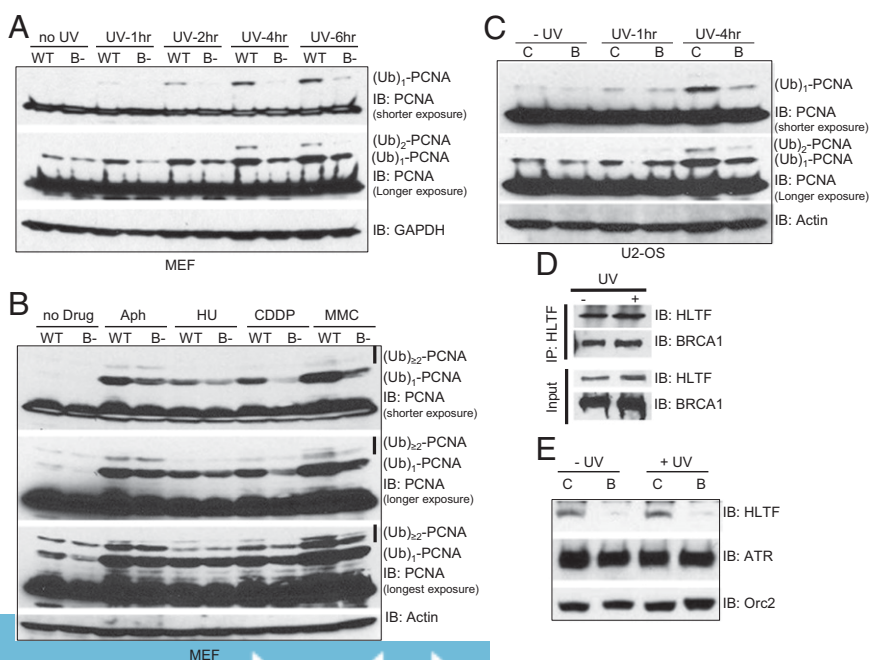 A
no UV UV-1hr UV-2hr UV-4hr UV-6hr
WT B- WT B- WT B- WT B- WT B-
(Ub)1-PCNA
IB: PCNA
(shorter exposure)
(Ub)2-PCNA
(Ub)1-PCNA
IB: PCNA
(Longer exposure)
IB: GAPDH
MEF
B
no Drug Aph HU CDDP MMC
WT B- WT B- WT B- WT B- WT B-
(Ub)≥2-PCNA
(Ub)1-PCNA
IB: PCNA
(shorter exposure)
(Ub)≥2-PCNA
(Ub)1-PCNA
IB: PCNA
(longer exposure)
(Ub)≥2-PCNA
(Ub)1-PCNA
IB: PCNA
(longest exposure)
IB: Actin
MEF
C
- UV UV-1hr UV-4hr
C B C B C B
(Ub)1-PCNA
IB: PCNA
(shorter exposure)
(Ub)2-PCNA
(Ub)1-PCNA
IB: PCNA
(Longer exposure)
IB: Actin
U2-OS
D
UV
- +
IP: HLTF
IB: HLTF
IB: BRCA1
Input
IB: HLTF
IB: BRCA1
E
- UV + UV
C B C B
IB: HLTF
IB: ATR
IB: Orc2